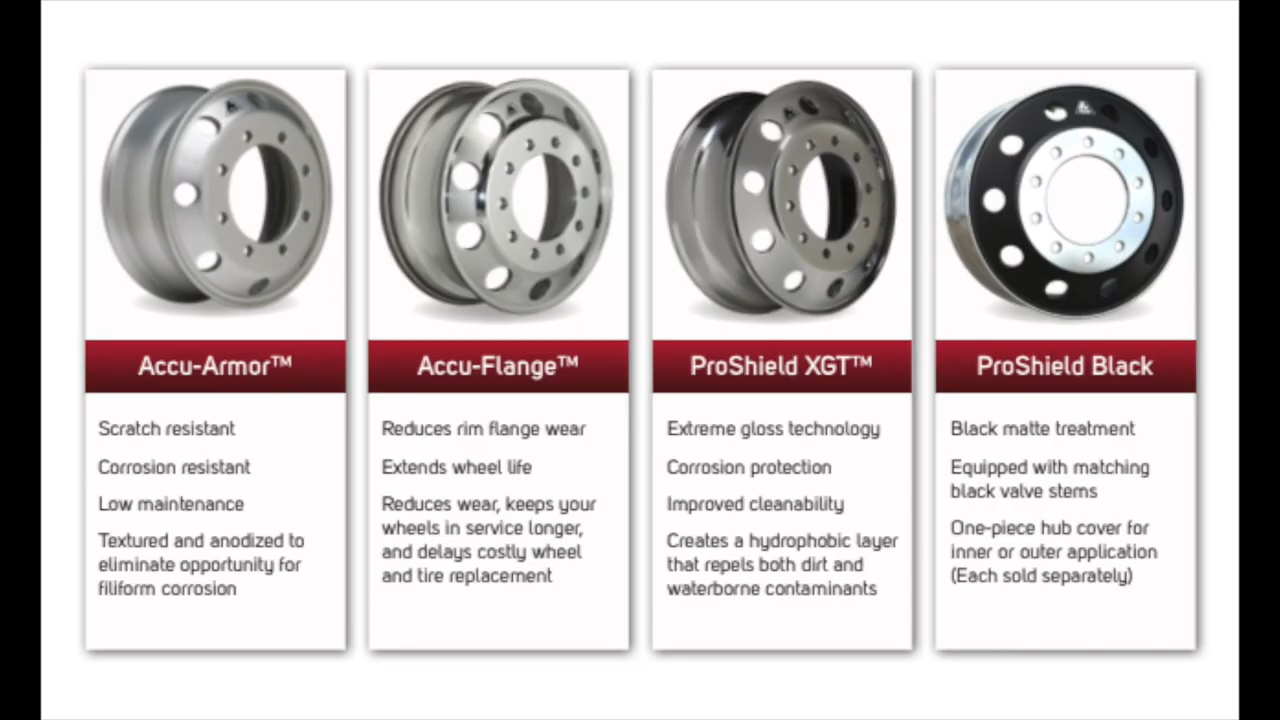 Accu-Armor™
Scratch resistant
Corrosion resistant
Low maintenance
Textured and anodized to
eliminate opportunity for
filiform corrosion
Accu-Flange™
Reduces rim flange wear
Extends wheel life
Reduces wear, keeps your
wheels in service longer,
and delays costly wheel
and tire replacement
ProShield XGT™
Extreme gloss technology
Corrosion protection
Improved cleanability
Creates a hydrophobic layer
that repels both dirt and
waterborne contaminants
ProShield Black
Black matte treatment
Equipped with matching
black valve stems
One-piece hub cover for
inner or outer application
(Each sold separately)